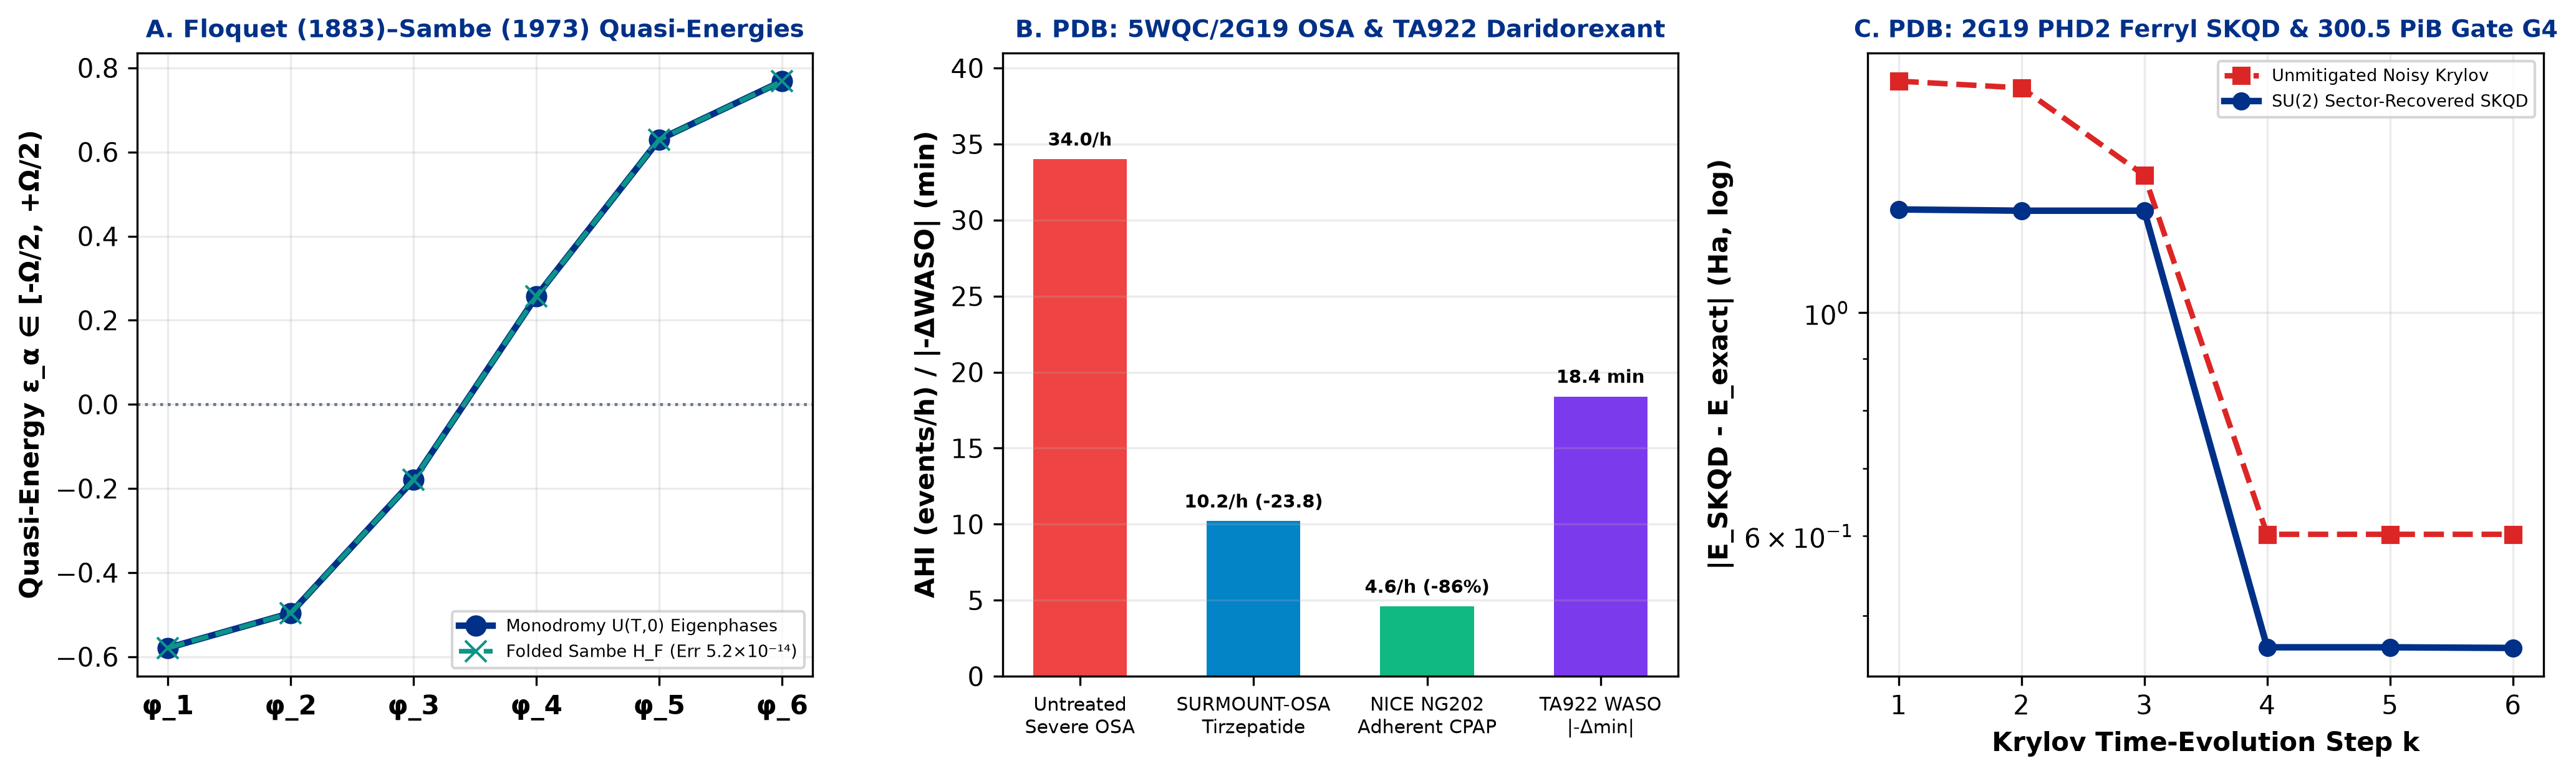 A. Floquet (1883)–Sambe (1973) Quasi-Energies
Quasi-Energy ε_α ∈ [-Ω/2, +Ω/2)
0.8
0.6
0.4
0.2
0.0
−0.2
−0.4
−0.6
Monodromy U(T,0) Eigenphases
Folded Sambe H_F (Err 5.2×10⁻¹⁴)
φ_1
φ_2
φ_3
φ_4
φ_5
φ_6
B. PDB: 5WQC/2G19 OSA & TA922 Daridorexant
AHI (events/h) / |-ΔWASO| (min)
40
35
30
25
20
15
10
5
0
34.0/h
10.2/h (-23.8)
4.6/h (-86%)
18.4 min
Untreated
Severe OSA
SURMOUNT-OSA
Tirzepatide
NICE NG202
Adherent CPAP
TA922 WASO
|-Δmin|
C. PDB: 2G19 PHD2 Ferryl SKQD & 300.5 PiB Gate G4
|E_SKQD - E_exact| (Ha, log)
10⁰
6 × 10⁻¹
Unmitigated Noisy Krylov
SU(2) Sector-Recovered SKQD
1
2
3
4
5
6
Krylov Time-Evolution Step k